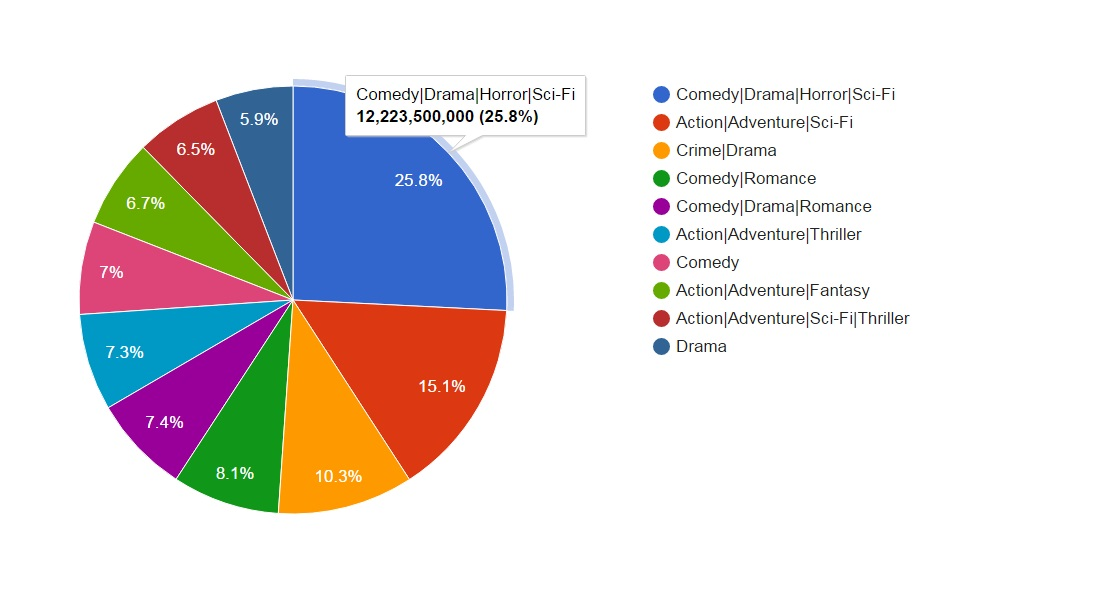 Comedy|Drama|Horror|Sci-Fi
12,223,500,000 (25.8%)
25.8%
15.1%
10.3%
8.1%
7.4%
7.3%
7%
6.7%
6.5%
5.9%
Comedy|Drama|Horror|Sci-Fi
Action|Adventure|Sci-Fi
Crime|Drama
Comedy|Romance
Comedy|Drama|Romance
Action|Adventure|Thriller
Comedy
Action|Adventure|Fantasy
Action|Adventure|Sci-Fi|Thriller
Drama